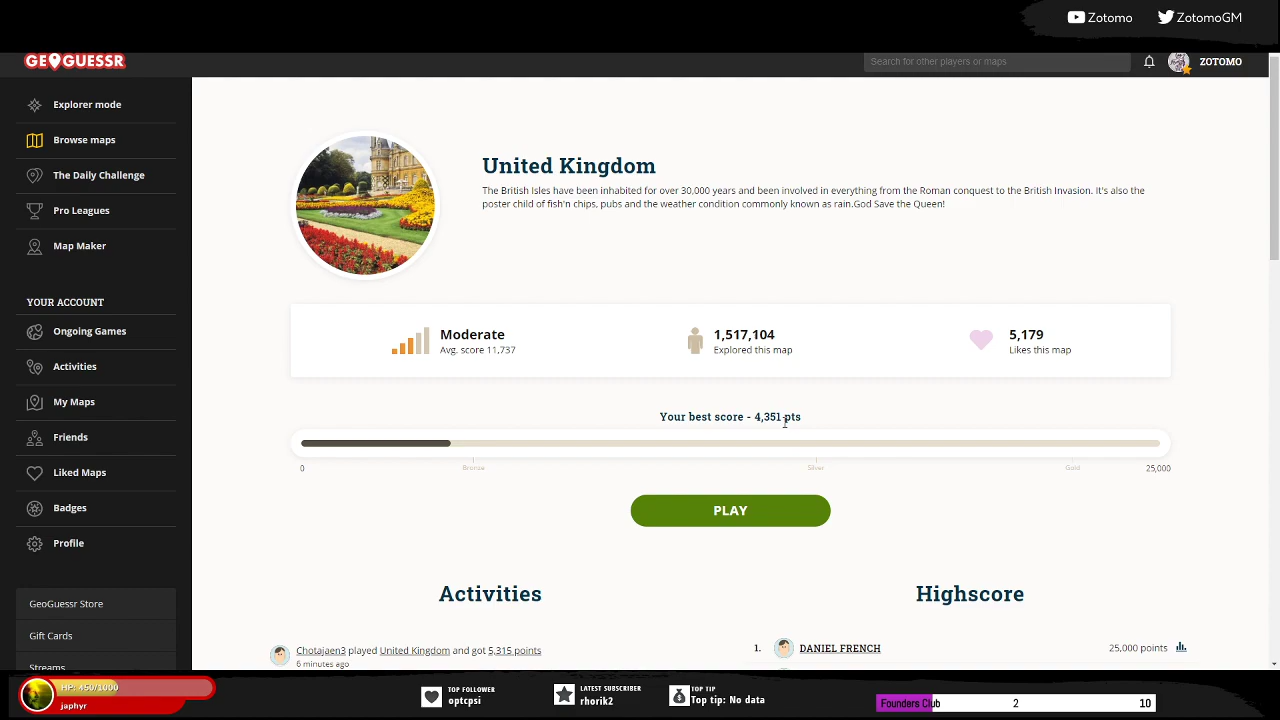 Zotomo
ZotomoGM
GEOGUESSR
Search for other players or maps
ZOTOMO
Explorer mode
Browse maps
The Daily Challenge
Pro Leagues
Map Maker
YOUR ACCOUNT
Ongoing Games
Activities
My Maps
Friends
Liked Maps
Badges
Profile
GeoGuessr Store
Gift Cards
Streams
United Kingdom
The British Isles have been inhabited for over 30,000 years and been involved in everything from the Roman conquest to the British Invasion. It's also the
poster child of fish'n chips, pubs and the weather condition commonly known as rain.God Save the Queen!
Moderate
Avg. score 11,737
1,517,104
Explored this map
5,179
Likes this map
Your best score - 4,351 pts
0
Bronze
Silver
Gold
25,000
PLAY
Activities
Chotajaen3 played United Kingdom and got 5,315 points
6 minutes ago
Highscore
1. DANIEL FRENCH 25,000 points
HP: 450/1000
japhyr
TOP FOLLOWER
optcpsi
LATEST SUBSCRIBER
rhorik2
TOP TIP
Top tip: No data
Founders Club 2 10